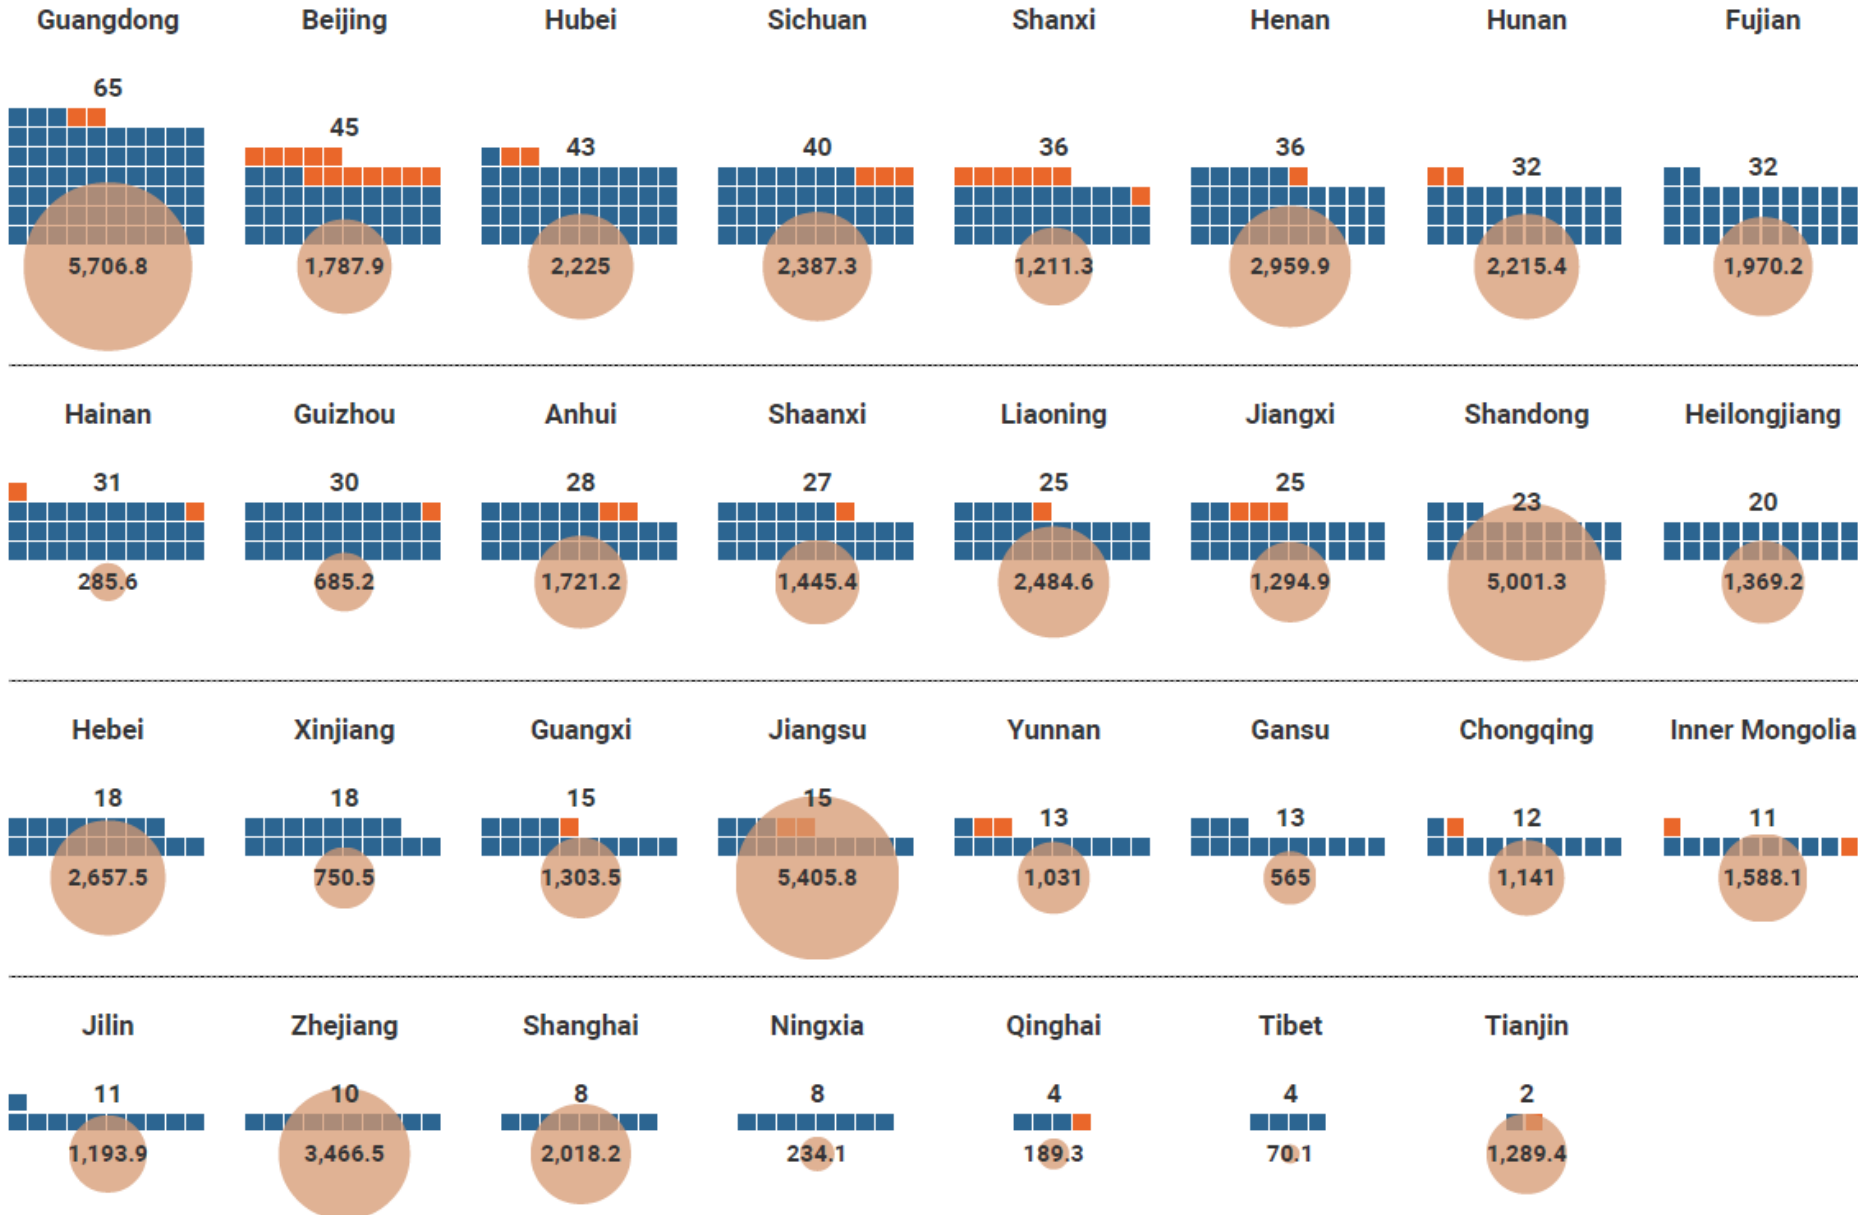 Guangdong Beijing Hubei Sichuan Shanxi Henan Hunan Fujian
65 45 43 40 36 36 32 32
5,706.8 1,787.9 2,225 2,387.3 1,211.3 2,959.9 2,215.4 1,970.2
Hainan Guizhou Anhui Shaanxi Liaoning Jiangxi Shandong Heilongjiang
31 30 28 27 25 25 23 20
285.6 685.2 1,721.2 1,445.4 2,484.6 1,294.9 5,001.3 1,369.2
Hebei Xinjiang Guangxi Jiangsu Yunnan Gansu Chongqing Inner Mongolia
18 18 15 15 13 13 12 11
2,657.5 750.5 1,303.5 5,405.8 1,031 565 1,141 1,588.1
Jilin Zhejiang Shanghai Ningxia Qinghai Tibet Tianjin
11 10 8 8 4 4 2
1,193.9 3,466.5 2,018.2 234.1 189.3 70.1 1,289.4